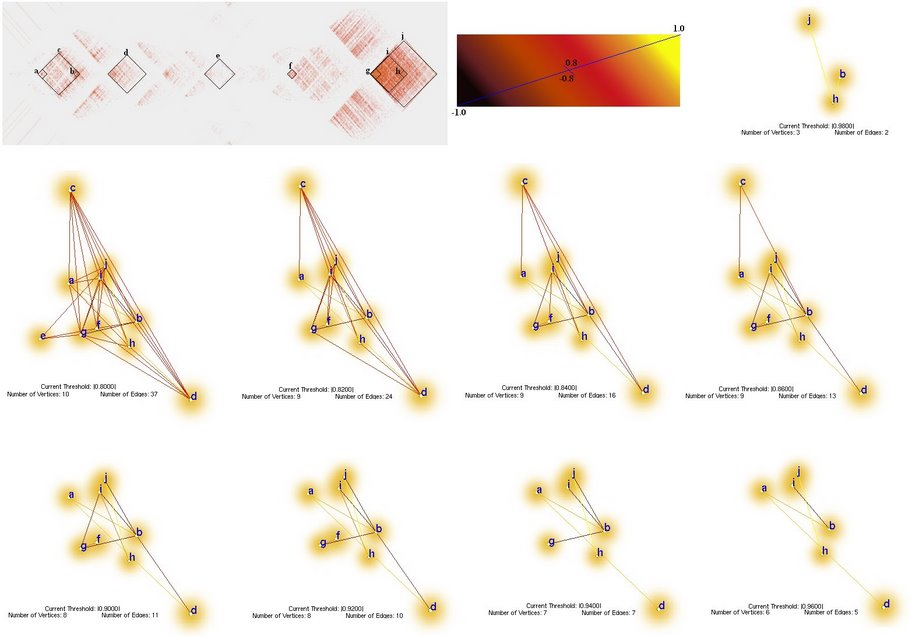 a c b d e f g i h j
1.0
0.8
-0.8
-1.0
j
b
h
Current Threshold: |0.9800|
Number of Vertices: 3 Number of Edges: 2
c
j
a i
b
e g f h
d
Current Threshold: |0.8000|
Number of Vertices: 10 Number of Edges: 37
c
j
a i
b
g f h
d
Current Threshold: |0.8200|
Number of Vertices: 9 Number of Edges: 24
c
j
a i
b
g f h
d
Current Threshold: |0.8400|
Number of Vertices: 9 Number of Edges: 16
c
j
a i
b
g f h
d
Current Threshold: |0.8600|
Number of Vertices: 9 Number of Edges: 13
j
a i
b
g f h
d
Current Threshold: |0.9000|
Number of Vertices: 8 Number of Edges: 11
j
a i
b
g f h
d
Current Threshold: |0.9200|
Number of Vertices: 8 Number of Edges: 10
j
a i
b
g h
d
Current Threshold: |0.9400|
Number of Vertices: 7 Number of Edges: 7
j
a i
b
h
d
Current Threshold: |0.9600|
Number of Vertices: 6 Number of Edges: 5